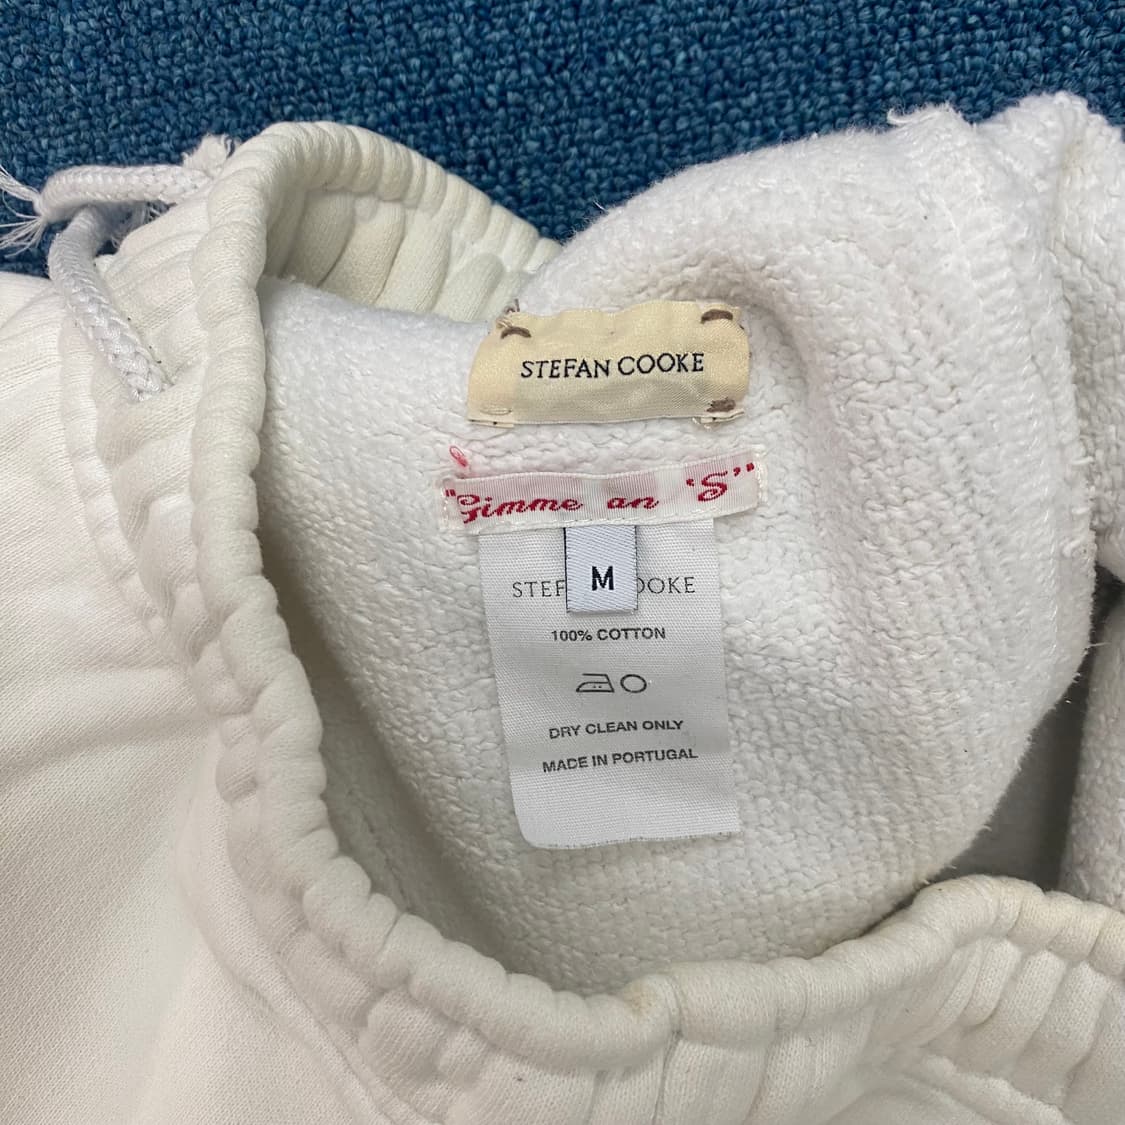 STEFAN COOKE
"Gimme an 'S'"
M
STEF OOKE
100% COTTON
DRY CLEAN ONLY
MADE IN PORTUGAL